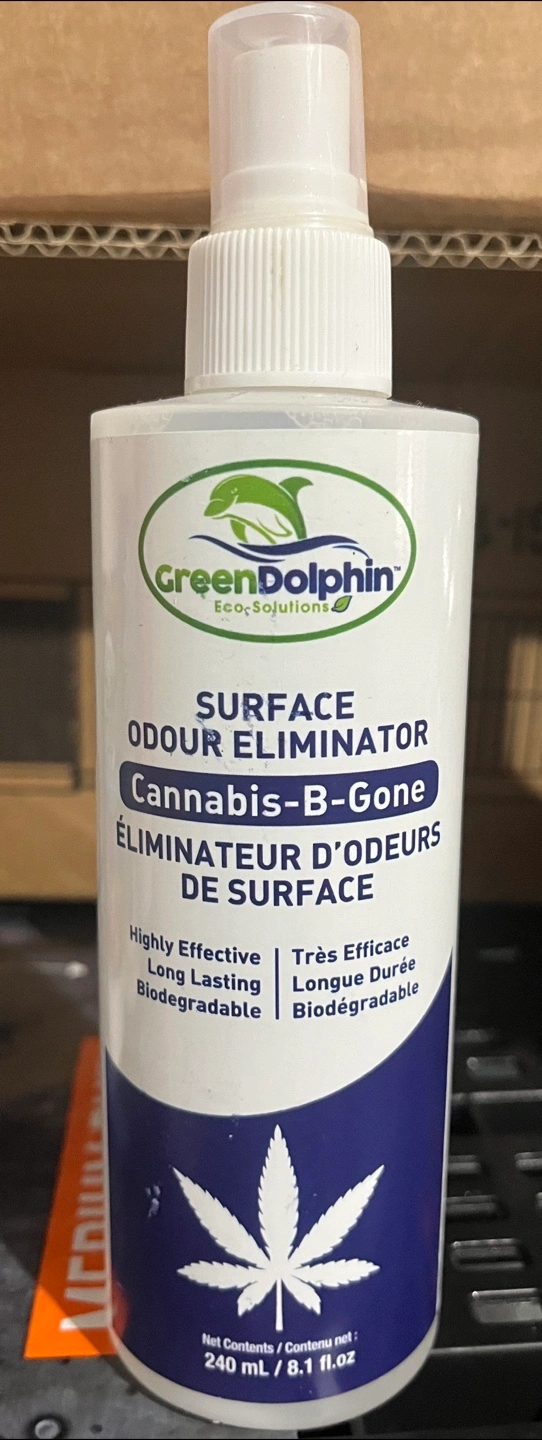 GreenDolphin™
Eco-Solutions
SURFACE
ODOUR ELIMINATOR
Cannabis-B-Gone
ÉLIMINATEUR D'ODEURS
DE SURFACE
Highly Effective
Long Lasting
Biodegradable
Très Efficace
Longue Durée
Biodégradable
Net Contents / Contenu net :
240 mL / 8.1 fl.oz